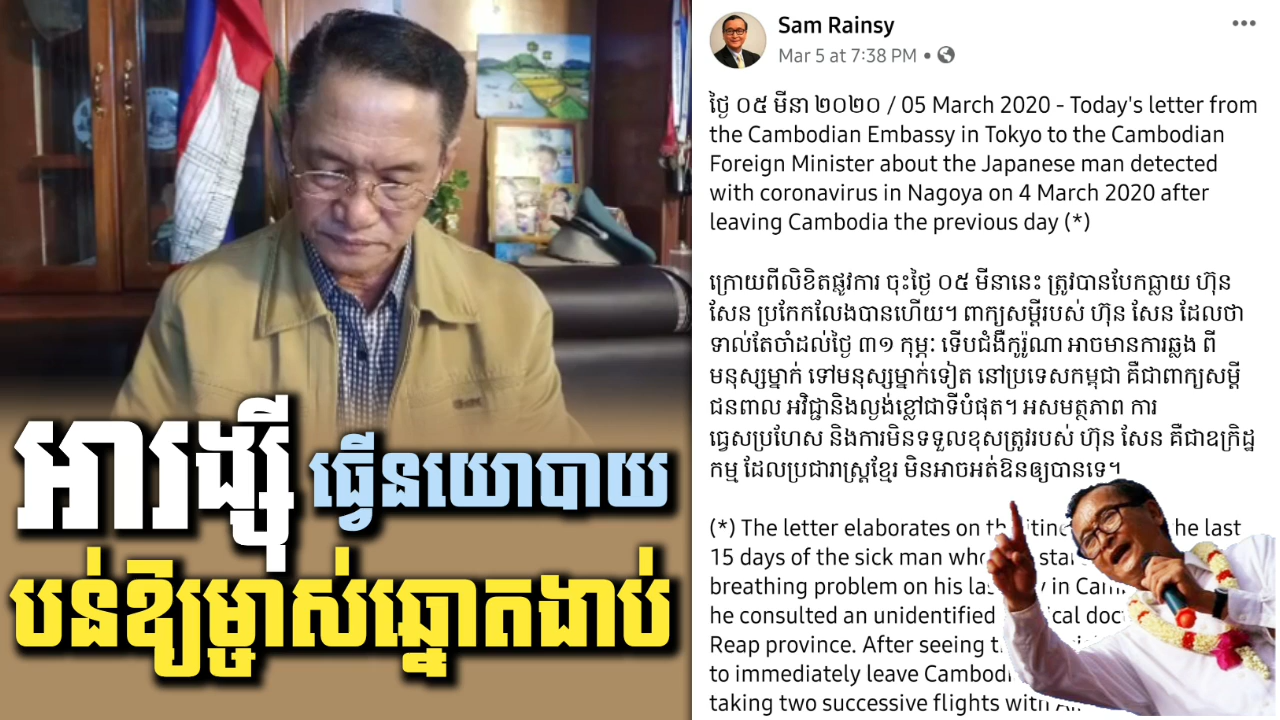 អារង្ស៊ី ធ្វើនយោបាយ
បន់ឱ្យម្ចាស់ឆ្នោតងាប់
Sam Rainsy
Mar 5 at 7:38 PM
ថ្ងៃ ០៥ មីនា ២០២០ / 05 March 2020 - Today's letter from
the Cambodian Embassy in Tokyo to the Cambodian
Foreign Minister about the Japanese man detected
with coronavirus in Nagoya on 4 March 2020 after
leaving Cambodia the previous day (*)
ក្រោយពីលិខិតផ្លូវការ ចុះថ្ងៃ ០៥ មីនានេះ ត្រូវបានបែកធ្លាយ ហ៊ុន
សែន ប្រកែកលែងបានហើយ។ ពាក្យសម្តីរបស់ ហ៊ុន សែន ដែលថា
ទាល់តែចាំដល់ថ្ងៃ ៣១ កុម្ភៈ ទើបជំងឺកូរ៉ូណា អាចមានការឆ្លង ពី
មនុស្សម្នាក់ ទៅមនុស្សម្នាក់ទៀត នៅប្រទេសកម្ពុជា គឺជាពាក្យសម្តី
ជនពាល អវិជ្ជានិងល្ងង់ខ្លៅជាទីបំផុត។ អសមត្ថភាព ការ
ធ្វេសប្រហែស និងការមិនទទួលខុសត្រូវរបស់ ហ៊ុន សែន គឺជាឧក្រិដ្ឋ
កម្ម ដែលប្រជារាស្ត្រខ្មែរ មិនអាចអត់ឱនឲ្យបានទេ។
(*) The letter elaborates on the last
15 days of the sick man who
breathing problem on his in
he consulted an unidentified
Reap province. After seeing
to immediately leave
taking two successive flights with